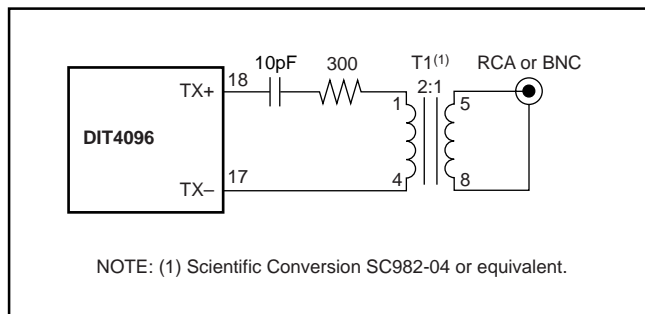 10pF 300 T1(1) RCA or BNC
TX+ 18 2:1
1 5
DIT4096
TX– 17 4 8
NOTE: (1) Scientific Conversion SC982-04 or equivalent.